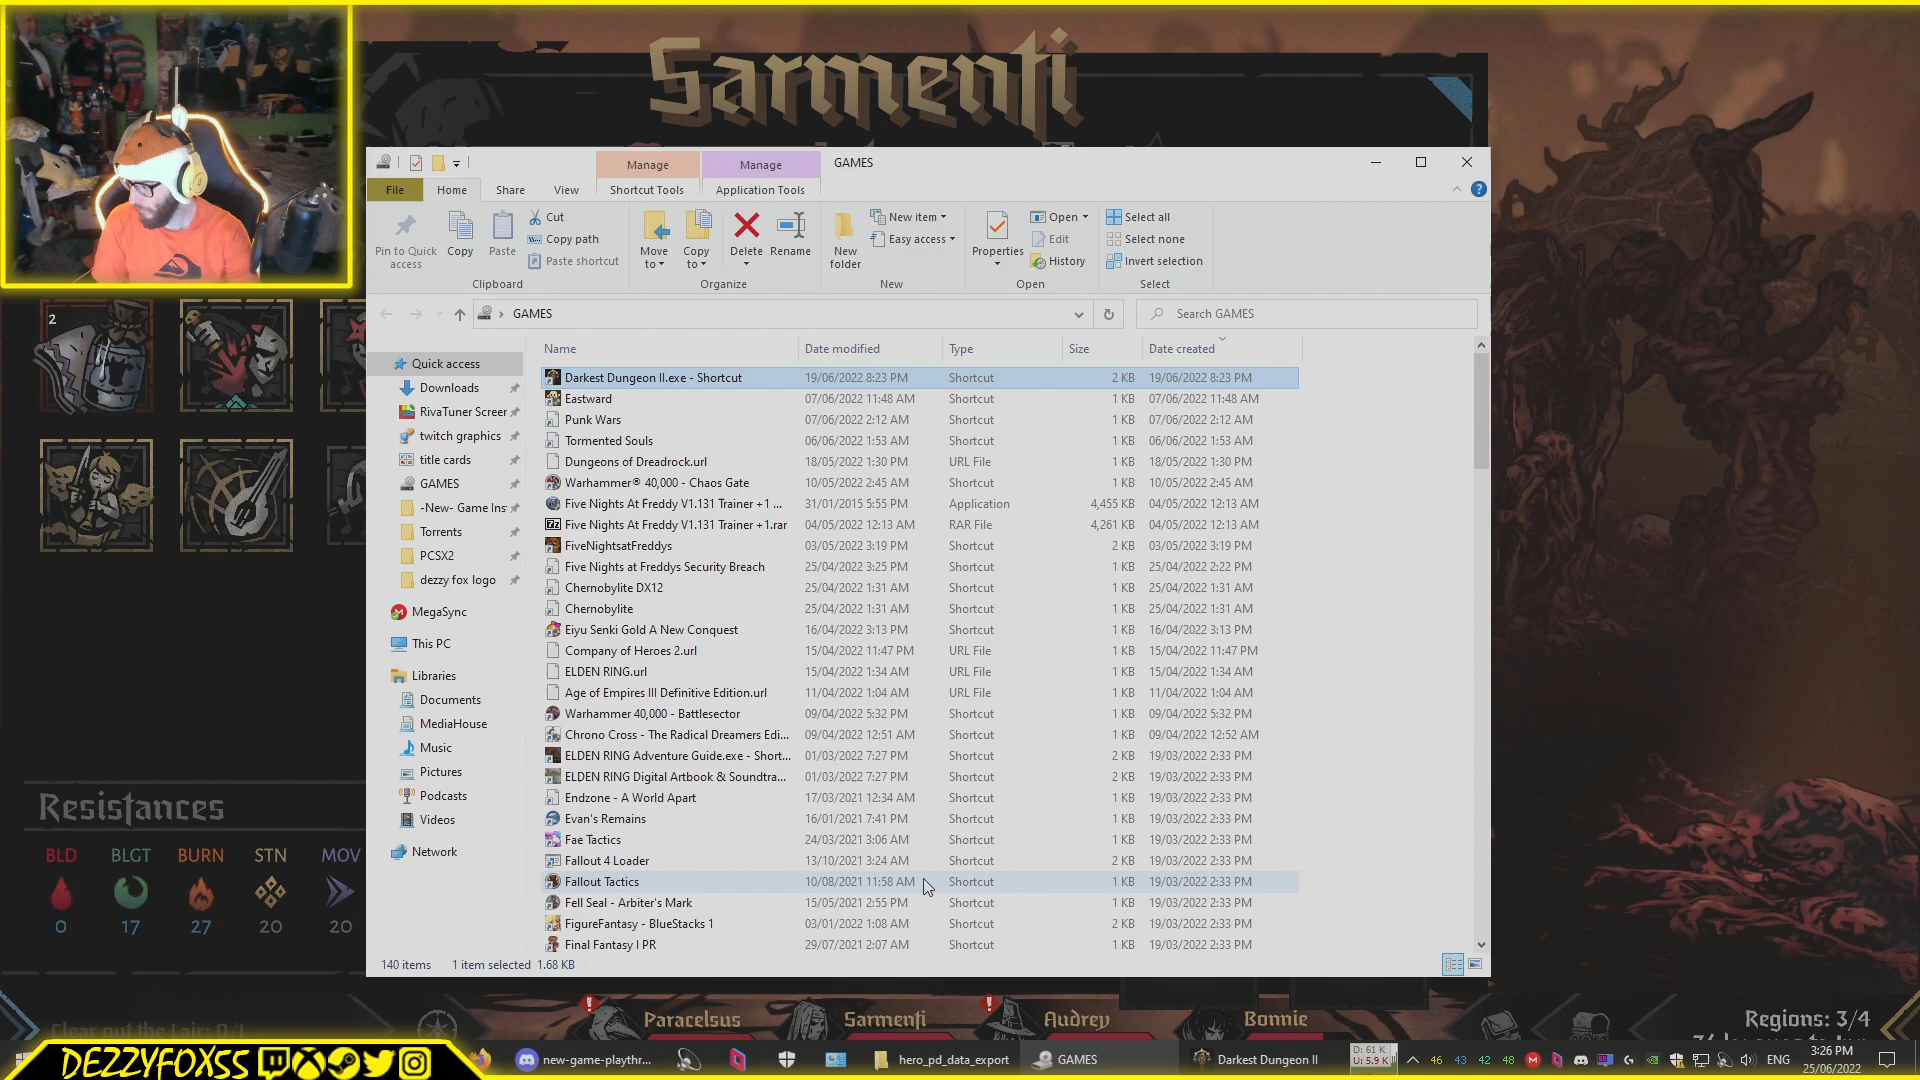 Sarmenti
Manage
Manage
GAMES
File
Home
Share
View
Shortcut Tools
Application Tools
Pin to Quick access
Copy
Paste
Cut
Copy path
Paste shortcut
Clipboard
Move to
Copy to
Delete
Rename
Organize
New folder
New item
Easy access
New
Properties
Open
Edit
History
Open
Select all
Select none
Invert selection
Select
GAMES
Search GAMES
Name
Date modified
Type
Size
Date created
Quick access
Downloads
RivaTuner Screer
twitch graphics
title cards
GAMES
-New- Game Ins
Torrents
PCSX2
dezzy fox logo
MegaSync
This PC
Libraries
Documents
MediaHouse
Music
Pictures
Podcasts
Videos
Network
Darkest Dungeon II.exe - Shortcut 19/06/2022 8:23 PM Shortcut 2 KB 19/06/2022 8:23 PM
Eastward 07/06/2022 11:48 AM Shortcut 1 KB 07/06/2022 11:48 AM
Punk Wars 07/06/2022 2:12 AM Shortcut 1 KB 07/06/2022 2:12 AM
Tormented Souls 06/06/2022 1:53 AM Shortcut 1 KB 06/06/2022 1:53 AM
Dungeons of Dreadrock.url 18/05/2022 1:30 PM URL File 1 KB 18/05/2022 1:30 PM
Warhammer® 40,000 - Chaos Gate 10/05/2022 2:45 AM Shortcut 1 KB 10/05/2022 2:45 AM
Five Nights At Freddy V1.131 Trainer +1 ... 31/01/2015 5:55 PM Application 4,455 KB 04/05/2022 12:13 AM
Five Nights At Freddy V1.131 Trainer +1.rar 04/05/2022 12:13 AM RAR File 4,261 KB 04/05/2022 12:13 AM
FiveNightsatFreddys 03/05/2022 3:19 PM Shortcut 2 KB 03/05/2022 3:19 PM
Five Nights at Freddys Security Breach 25/04/2022 3:25 PM Shortcut 1 KB 25/04/2022 2:22 PM
Chernobylite DX12 25/04/2022 1:31 AM Shortcut 1 KB 25/04/2022 1:31 AM
Chernobylite 25/04/2022 1:31 AM Shortcut 1 KB 25/04/2022 1:31 AM
Eiyu Senki Gold A New Conquest 16/04/2022 3:13 PM Shortcut 1 KB 16/04/2022 3:13 PM
Company of Heroes 2.url 15/04/2022 11:47 PM URL File 1 KB 15/04/2022 11:47 PM
ELDEN RING.url 15/04/2022 1:34 AM URL File 1 KB 15/04/2022 1:34 AM
Age of Empires III Definitive Edition.url 11/04/2022 1:04 AM URL File 1 KB 11/04/2022 1:04 AM
Warhammer 40,000 - Battlesector 09/04/2022 5:32 PM Shortcut 1 KB 09/04/2022 5:32 PM
Chrono Cross - The Radical Dreamers Edi... 09/04/2022 12:51 AM Shortcut 1 KB 09/04/2022 12:52 AM
ELDEN RING Adventure Guide.exe - Short... 01/03/2022 7:27 PM Shortcut 2 KB 19/03/2022 2:33 PM
ELDEN RING Digital Artbook & Soundtra... 01/03/2022 7:27 PM Shortcut 2 KB 19/03/2022 2:33 PM
Endzone - A World Apart 17/03/2021 12:34 AM Shortcut 1 KB 19/03/2022 2:33 PM
Evan's Remains 16/01/2021 7:41 PM Shortcut 1 KB 19/03/2022 2:33 PM
Fae Tactics 24/03/2021 3:06 AM Shortcut 1 KB 19/03/2022 2:33 PM
Fallout 4 Loader 13/10/2021 3:24 AM Shortcut 2 KB 19/03/2022 2:33 PM
Fallout Tactics 10/08/2021 11:58 AM Shortcut 1 KB 19/03/2022 2:33 PM
Fell Seal - Arbiter's Mark 15/05/2021 2:55 PM Shortcut 1 KB 19/03/2022 2:33 PM
FigureFantasy - BlueStacks 1 03/01/2022 1:08 AM Shortcut 2 KB 19/03/2022 2:33 PM
Final Fantasy I PR 29/07/2021 2:07 AM Shortcut 1 KB 19/03/2022 2:33 PM
140 items 1 item selected 1.68 KB
2
Resistances
BLD BLGT BURN STN MOV
0 17 27 20 20
Clear out the Lair: 0/1
Paracelsus
Sarmenti
Audrey
Bonnie
Regions: 3/4
DEZZYFOX55
new-game-playthr...
hero_pd_data_export
GAMES
Darkest Dungeon II
D: 61 K
U: 5.9 K
46 43 42 48
ENG
3:26 PM
25/06/2022